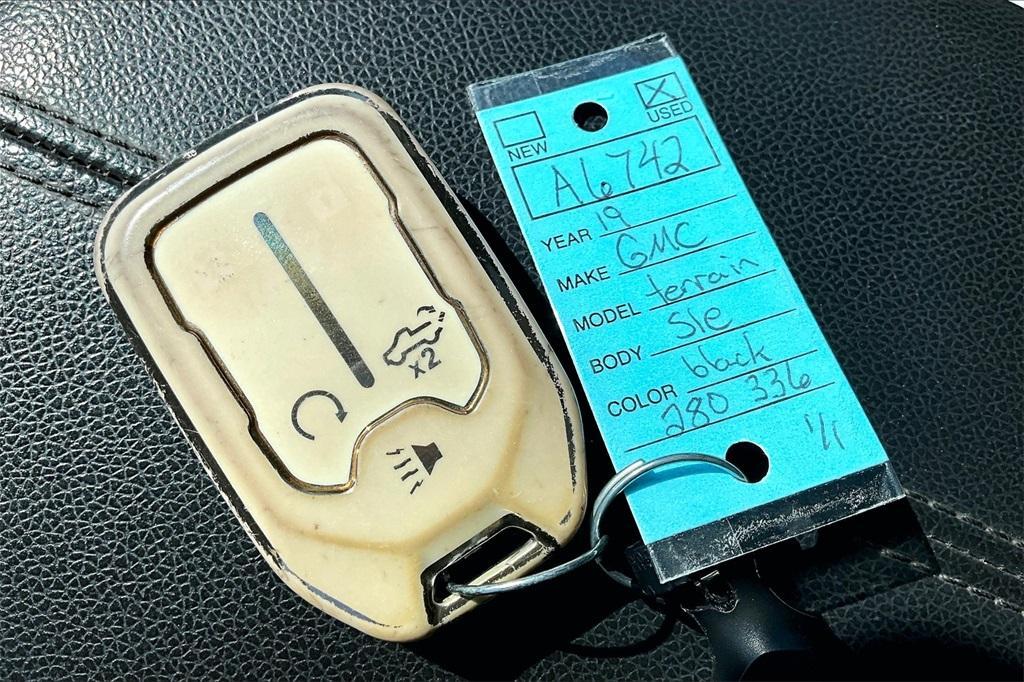 NEW USED
A6742
YEAR 19
MAKE GMC
MODEL terrain
BODY Sle
COLOR black
280 336
1/1
x2